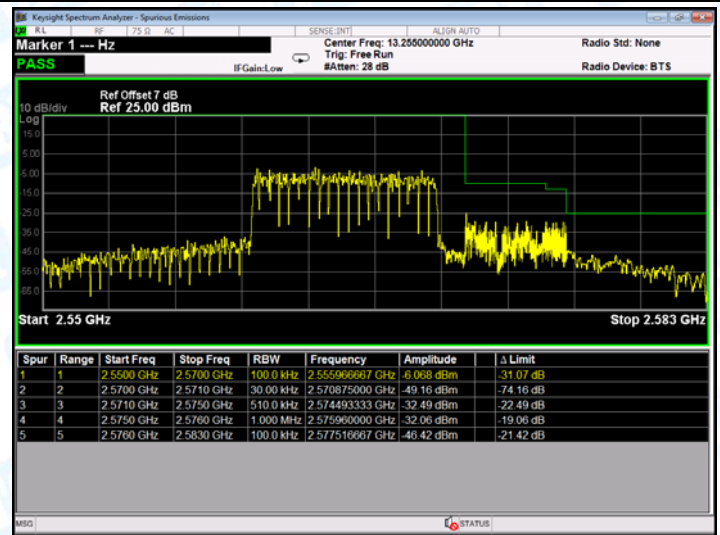 Keysight Spectrum Analyzer - Spurious Emissions
RL RF 75 Ω AC SENSE:INT ALIGN AUTO
Marker 1 --- Hz Center Freq: 13.255000000 GHz Radio Std: None
Trig: Free Run
PASS IFGain:Low #Atten: 28 dB Radio Device: BTS
Ref Offset 7 dB
10 dB/div Ref 25.00 dBm
Log
15.0
5.00
-5.00
-15.0
-25.0
-35.0
-45.0
-55.0
-65.0
Start 2.55 GHz Stop 2.583 GHz
Spur Range Start Freq Stop Freq RBW Frequency Amplitude Δ Limit
1 1 2.5500 GHz 2.5700 GHz 100.0 kHz 2.555966667 GHz -6.068 dBm -31.07 dB
2 2 2.5700 GHz 2.5710 GHz 30.00 kHz 2.570875000 GHz -49.16 dBm -74.16 dB
3 3 2.5710 GHz 2.5750 GHz 510.0 kHz 2.574493333 GHz -32.49 dBm -22.49 dB
4 4 2.5750 GHz 2.5760 GHz 1.000 MHz 2.575960000 GHz -32.06 dBm -19.06 dB
5 5 2.5760 GHz 2.5830 GHz 100.0 kHz 2.577516667 GHz -46.42 dBm -21.42 dB
MSG STATUS